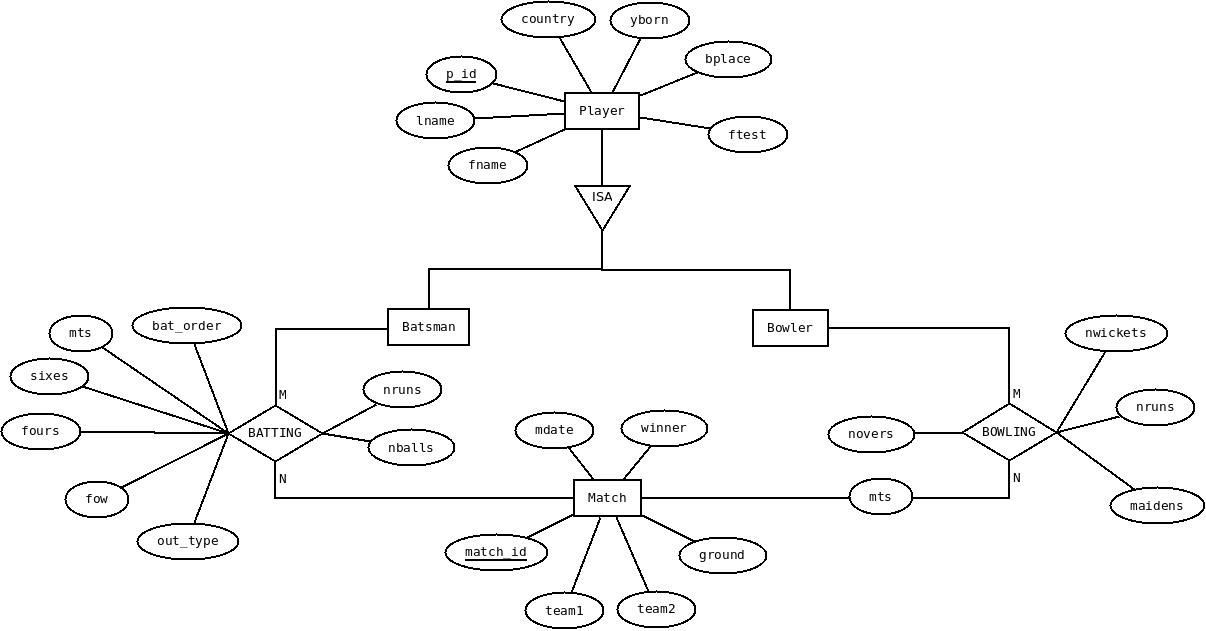 country
yborn
bplace
p_id
Player
lname
ftest
fname
ISA
Batsman
Bowler
mts
bat_order
nwickets
sixes
nruns
M
M
nruns
fours
BATTING
nballs
mdate
winner
novers
BOWLING
N
N
fow
Match
mts
maidens
out_type
match_id
ground
team1
team2